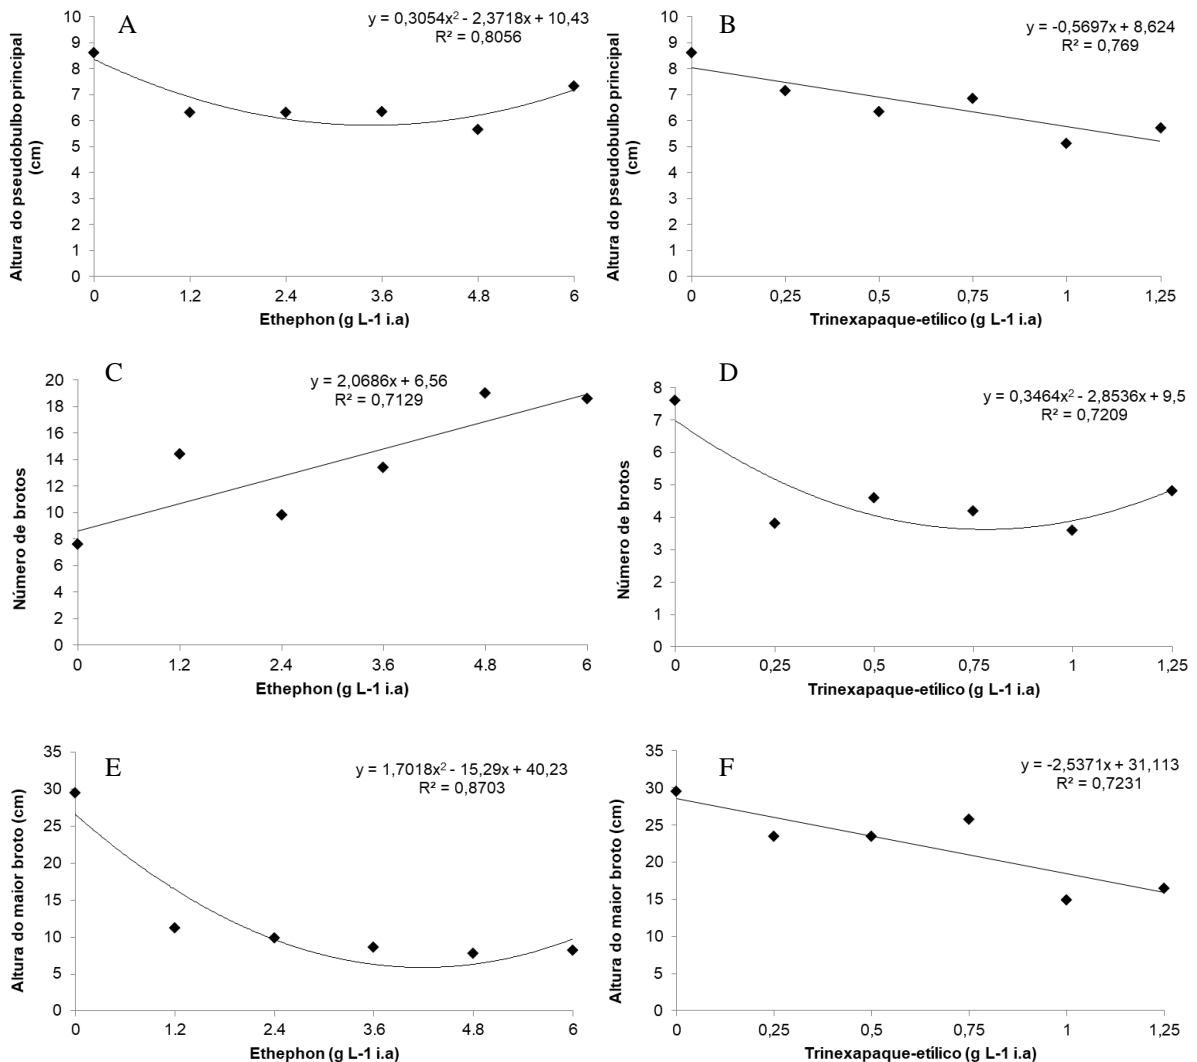 A
y = 0,3054x² - 2,3718x + 10,43
R² = 0,8056
Altura do pseudobulbo principal
(cm)
10
9
8
7
6
5
4
3
2
1
0
0 1.2 2.4 3.6 4.8 6
Ethephon (g L-1 i.a)
B
y = -0,5697x + 8,624
R² = 0,769
Altura do pseudobulbo principal
(cm)
10
9
8
7
6
5
4
3
2
1
0
0 0,25 0,5 0,75 1 1,25
Trinexapaque-etílico (g L-1 i.a)
C
y = 2,0686x + 6,56
R² = 0,7129
Número de brotos
20
18
16
14
12
10
8
6
4
2
0
0 1.2 2.4 3.6 4.8 6
Ethephon (g L-1 i.a)
D
y = 0,3464x² - 2,8536x + 9,5
R² = 0,7209
Número de brotos
8
7
6
5
4
3
2
1
0
0 0,25 0,5 0,75 1 1,25
Trinexapaque-etílico (g L-1 i.a)
E
y = 1,7018x² - 15,29x + 40,23
R² = 0,8703
Altura do maior broto (cm)
35
30
25
20
15
10
5
0
0 1.2 2.4 3.6 4.8 6
Ethephon (g L-1 i.a)
F
y = -2,5371x + 31,113
R² = 0,7231
Altura do maior broto (cm)
35
30
25
20
15
10
5
0
0 0,25 0,5 0,75 1 1,25
Trinexapaque-etílico (g L-1 i.a)